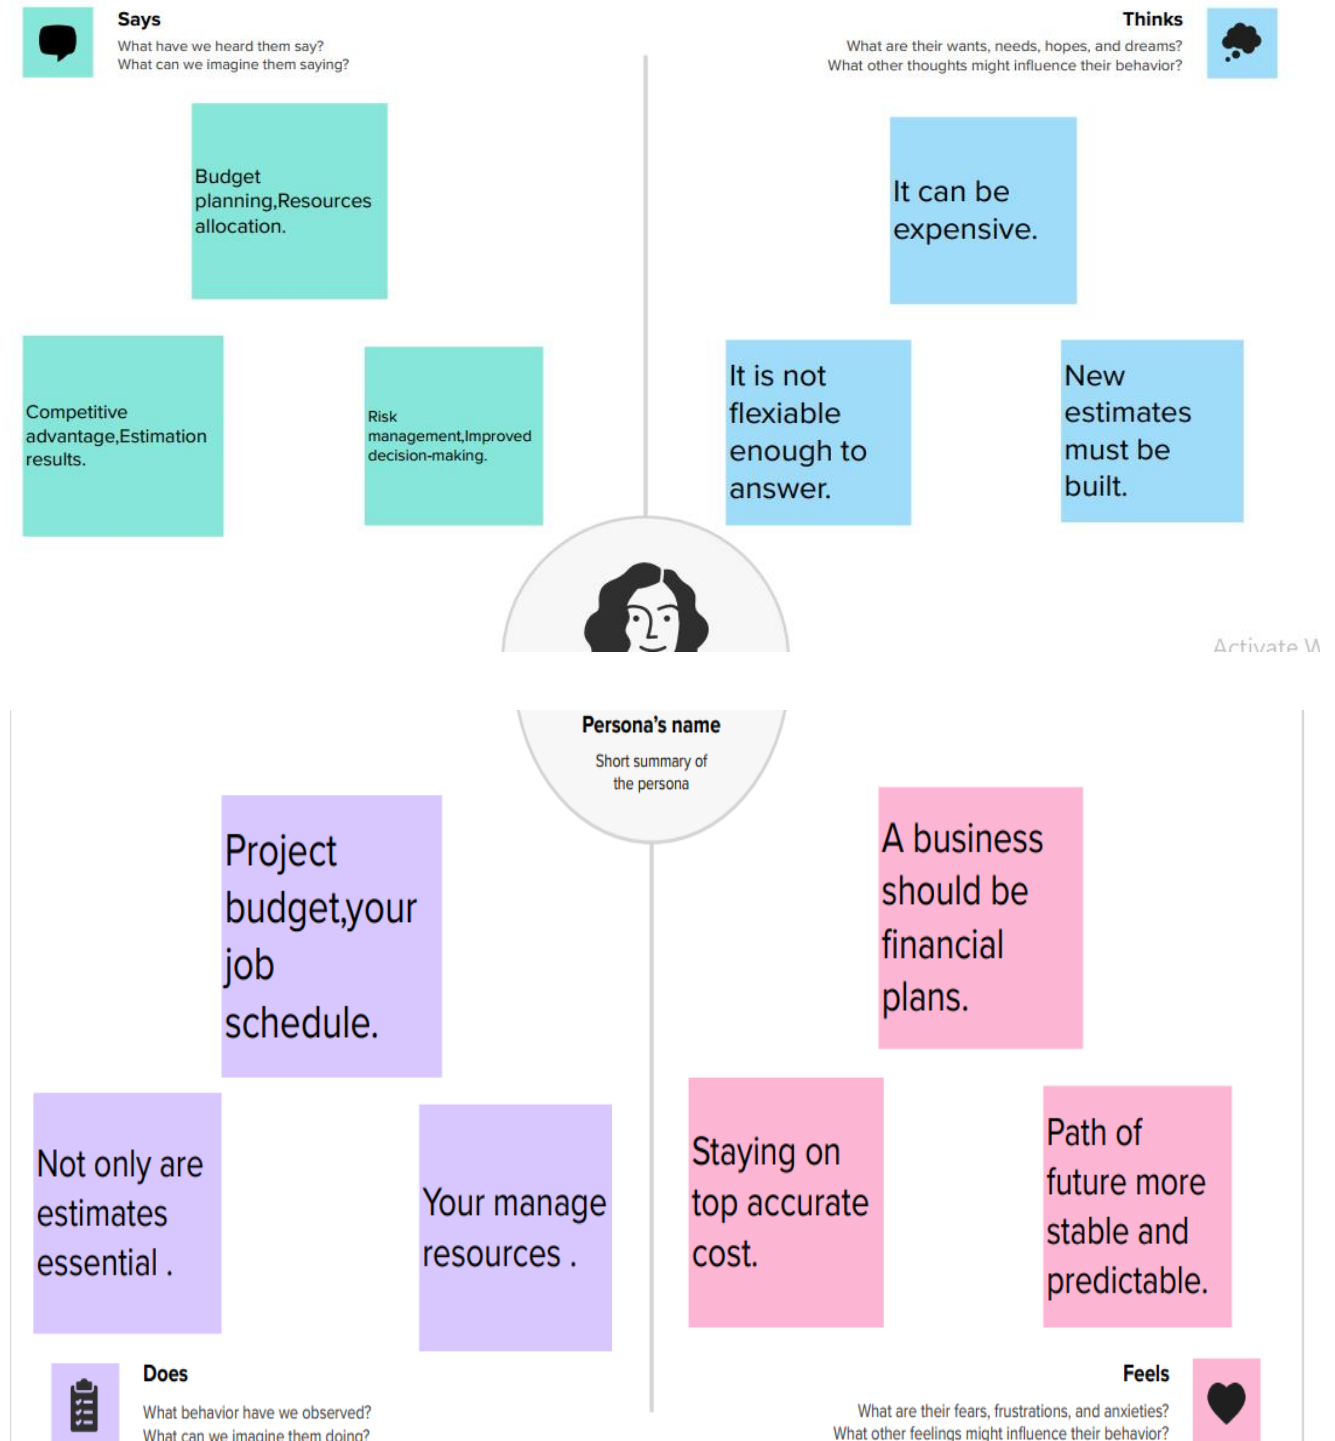 Says
What have we heard them say?
What can we imagine them saying?
Thinks
What are their wants, needs, hopes, and dreams?
What other thoughts might influence their behavior?
Budget
planning,Resources
allocation.
It can be
expensive.
Competitive
advantage,Estimation
results.
Risk
management,Improved
decision-making.
It is not
flexiable
enough to
answer.
New
estimates
must be
built.
Activate W
Persona's name
Short summary of
the persona
Project
budget,your
job
schedule.
A business
should be
financial
plans.
Not only are
estimates
essential .
Your manage
resources .
Staying on
top accurate
cost.
Path of
future more
stable and
predictable.
Does
What behavior have we observed?
What can we imagine them doing?
Feels
What are their fears, frustrations, and anxieties?
What other feelings might influence their behavior?